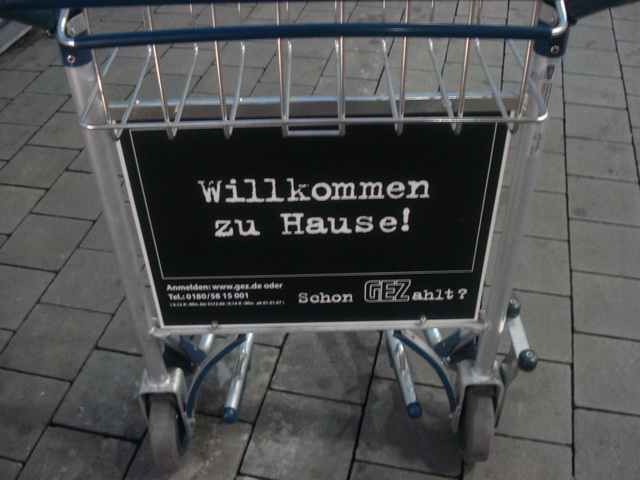 Willkommen
zu Hause!
Anmelden: www.gez.de oder
Tel.: 0180/58 15 001
Schon GEZahlt?